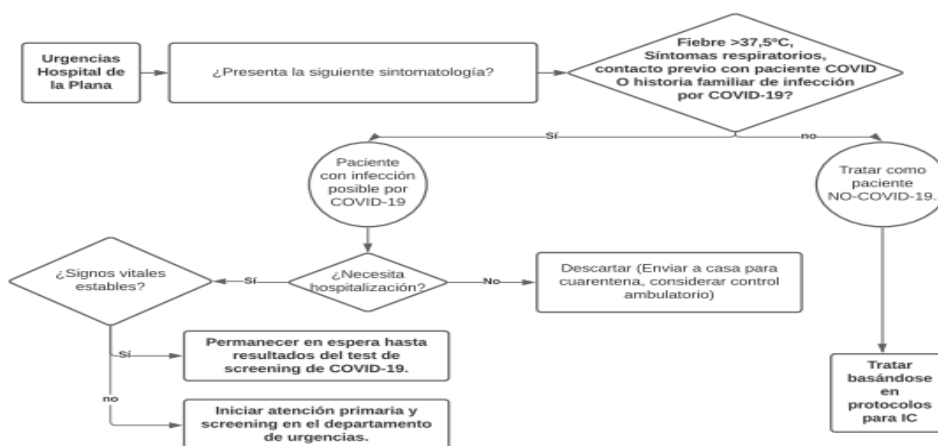 Urgencias
Hospital de
la Plana
¿Presenta la siguiente sintomatología?
Fiebre >37,5ºC,
Síntomas respiratorios,
contacto previo con paciente COVID
O historia familiar de infección
por COVID-19?
Sí
no
Paciente
con infección
posible por
COVID-19
Tratar como
paciente
NO-COVID-19.
¿Signos vitales
estables?
Sí
¿Necesita
hospitalización?
No
Descartar (Enviar a casa para
cuarentena, considerar control
ambulatorio)
Sí
Permanecer en espera hasta
resultados del test de
screening de COVID-19.
no
Iniciar atención primaria y
screening en el departamento
de urgencias.
Tratar
basándose
en
protocolos
para IC